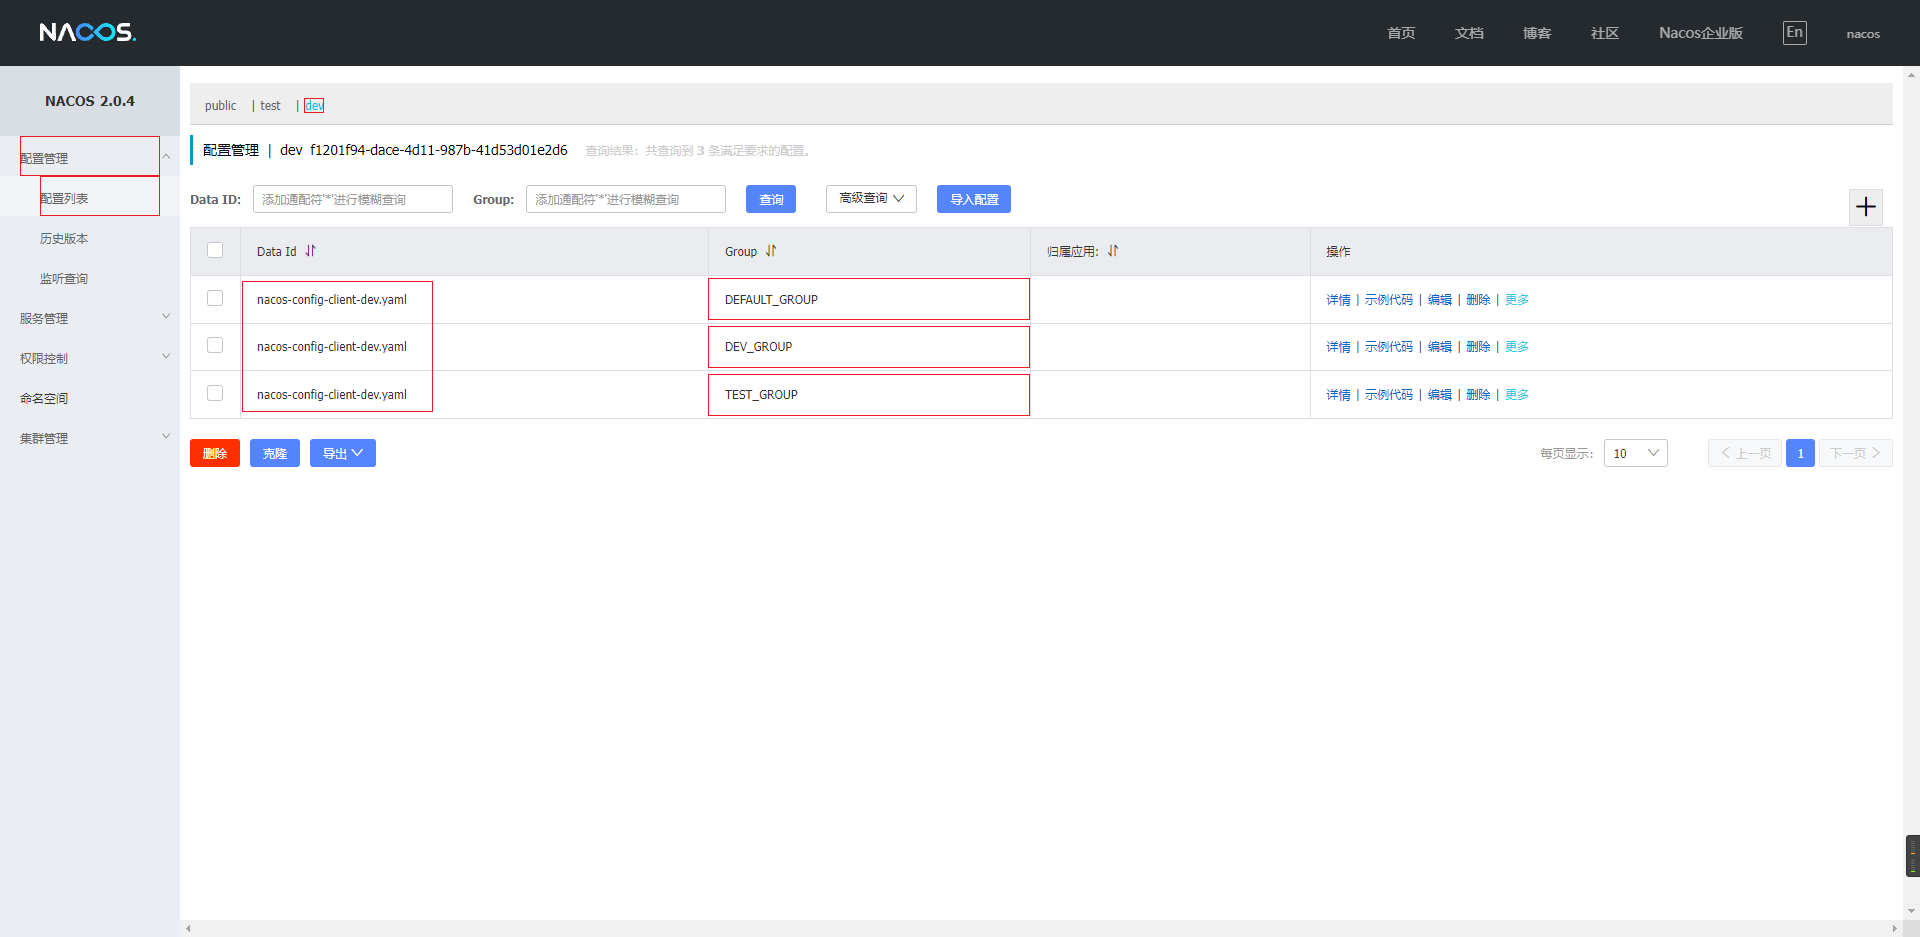 NACOS.
首页 文档 博客 社区 Nacos企业版 En nacos
NACOS 2.0.4
配置管理
配置列表
历史版本
监听查询
服务管理
权限控制
命名空间
集群管理
public | test | dev
配置管理 | dev f1201f94-dace-4d11-987b-41d53d01e2d6 查询结果：共查询到 3 条满足要求的配置。
Data ID: 添加通配符'*'进行模糊查询 Group: 添加通配符'*'进行模糊查询 查询 高级查询 导入配置
Data Id Group 归属应用: 操作
nacos-config-client-dev.yaml DEFAULT_GROUP 详情 | 示例代码 | 编辑 | 删除 | 更多
nacos-config-client-dev.yaml DEV_GROUP 详情 | 示例代码 | 编辑 | 删除 | 更多
nacos-config-client-dev.yaml TEST_GROUP 详情 | 示例代码 | 编辑 | 删除 | 更多
删除 克隆 导出 每页显示: 10 上一页 1 下一页